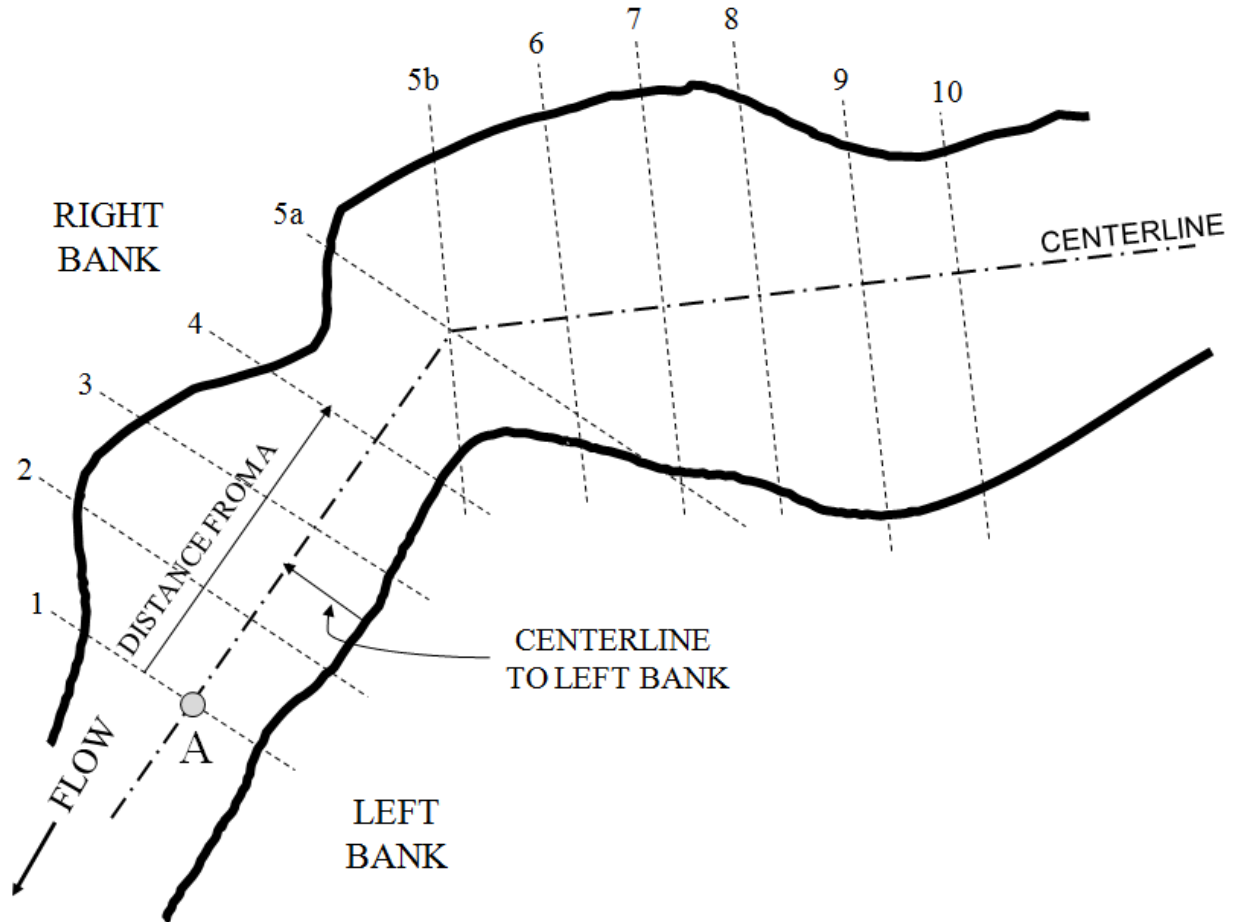 7
8
6
5b
9
10
5a
RIGHT
BANK
CENTERLINE
4
3
2
DISTANCE FROMA
1
CENTERLINE
TO LEFT BANK
A
FLOW
LEFT
BANK